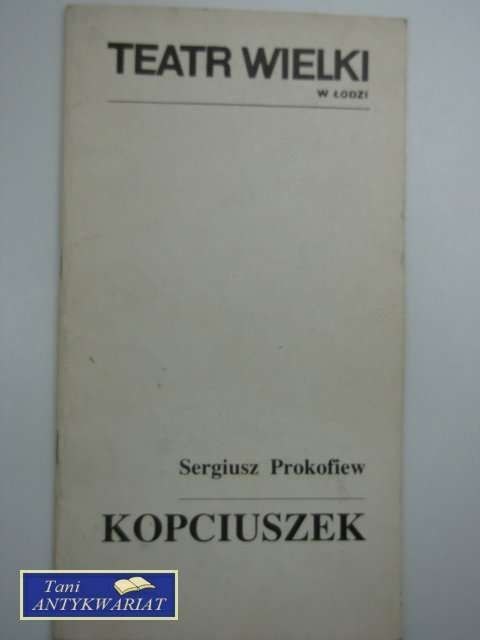 TEATR WIELKI
W ŁODZI
Sergiusz Prokofiew
KOPCIUSZEK
Tani
ANTYKWARIAT